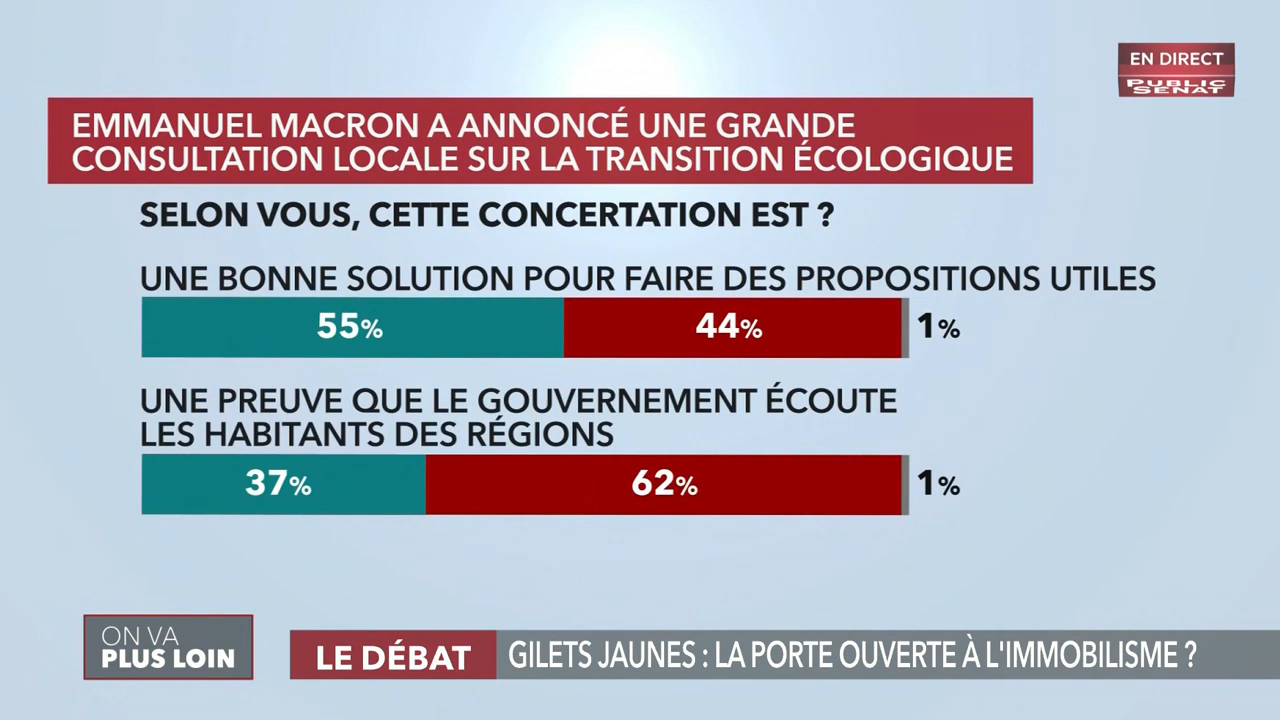 EN DIRECT
PUBLIC
SENAT
EMMANUEL MACRON A ANNONCÉ UNE GRANDE
CONSULTATION LOCALE SUR LA TRANSITION ÉCOLOGIQUE
SELON VOUS, CETTE CONCERTATION EST ?
UNE BONNE SOLUTION POUR FAIRE DES PROPOSITIONS UTILES
55% 44% 1%
UNE PREUVE QUE LE GOUVERNEMENT ÉCOUTE
LES HABITANTS DES RÉGIONS
37% 62% 1%
ON VA
PLUS LOIN
LE DÉBAT GILETS JAUNES : LA PORTE OUVERTE À L'IMMOBILISME ?